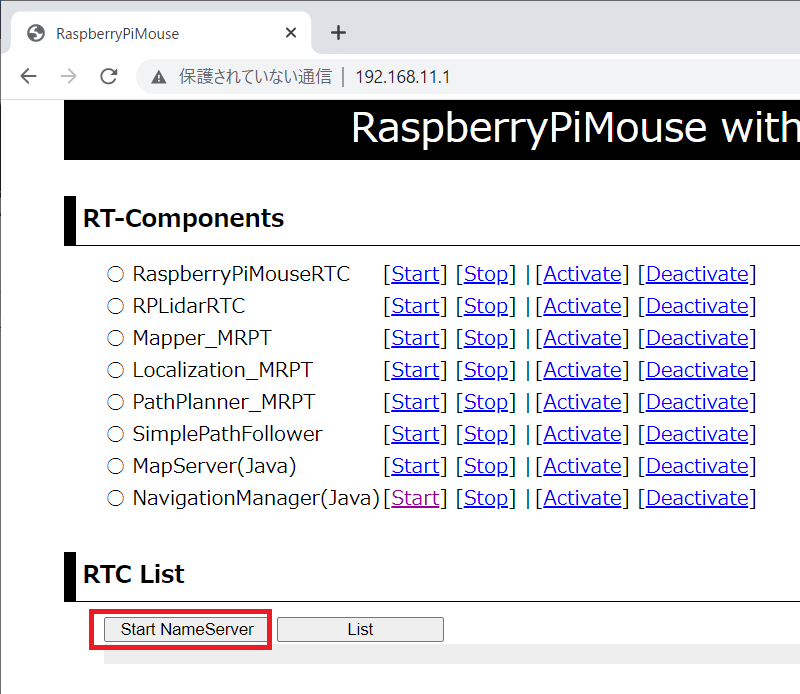 RaspberryPiMouse
保護されていない通信 | 192.168.11.1
RaspberryPiMouse with
RT-Components
○ RaspberryPiMouseRTC [Start] [Stop] | [Activate] [Deactivate]
○ RPLidarRTC [Start] [Stop] | [Activate] [Deactivate]
○ Mapper_MRPT [Start] [Stop] | [Activate] [Deactivate]
○ Localization_MRPT [Start] [Stop] | [Activate] [Deactivate]
○ PathPlanner_MRPT [Start] [Stop] | [Activate] [Deactivate]
○ SimplePathFollower [Start] [Stop] | [Activate] [Deactivate]
○ MapServer(Java) [Start] [Stop] | [Activate] [Deactivate]
○ NavigationManager(Java) [Start] [Stop] | [Activate] [Deactivate]
RTC List
Start NameServer List